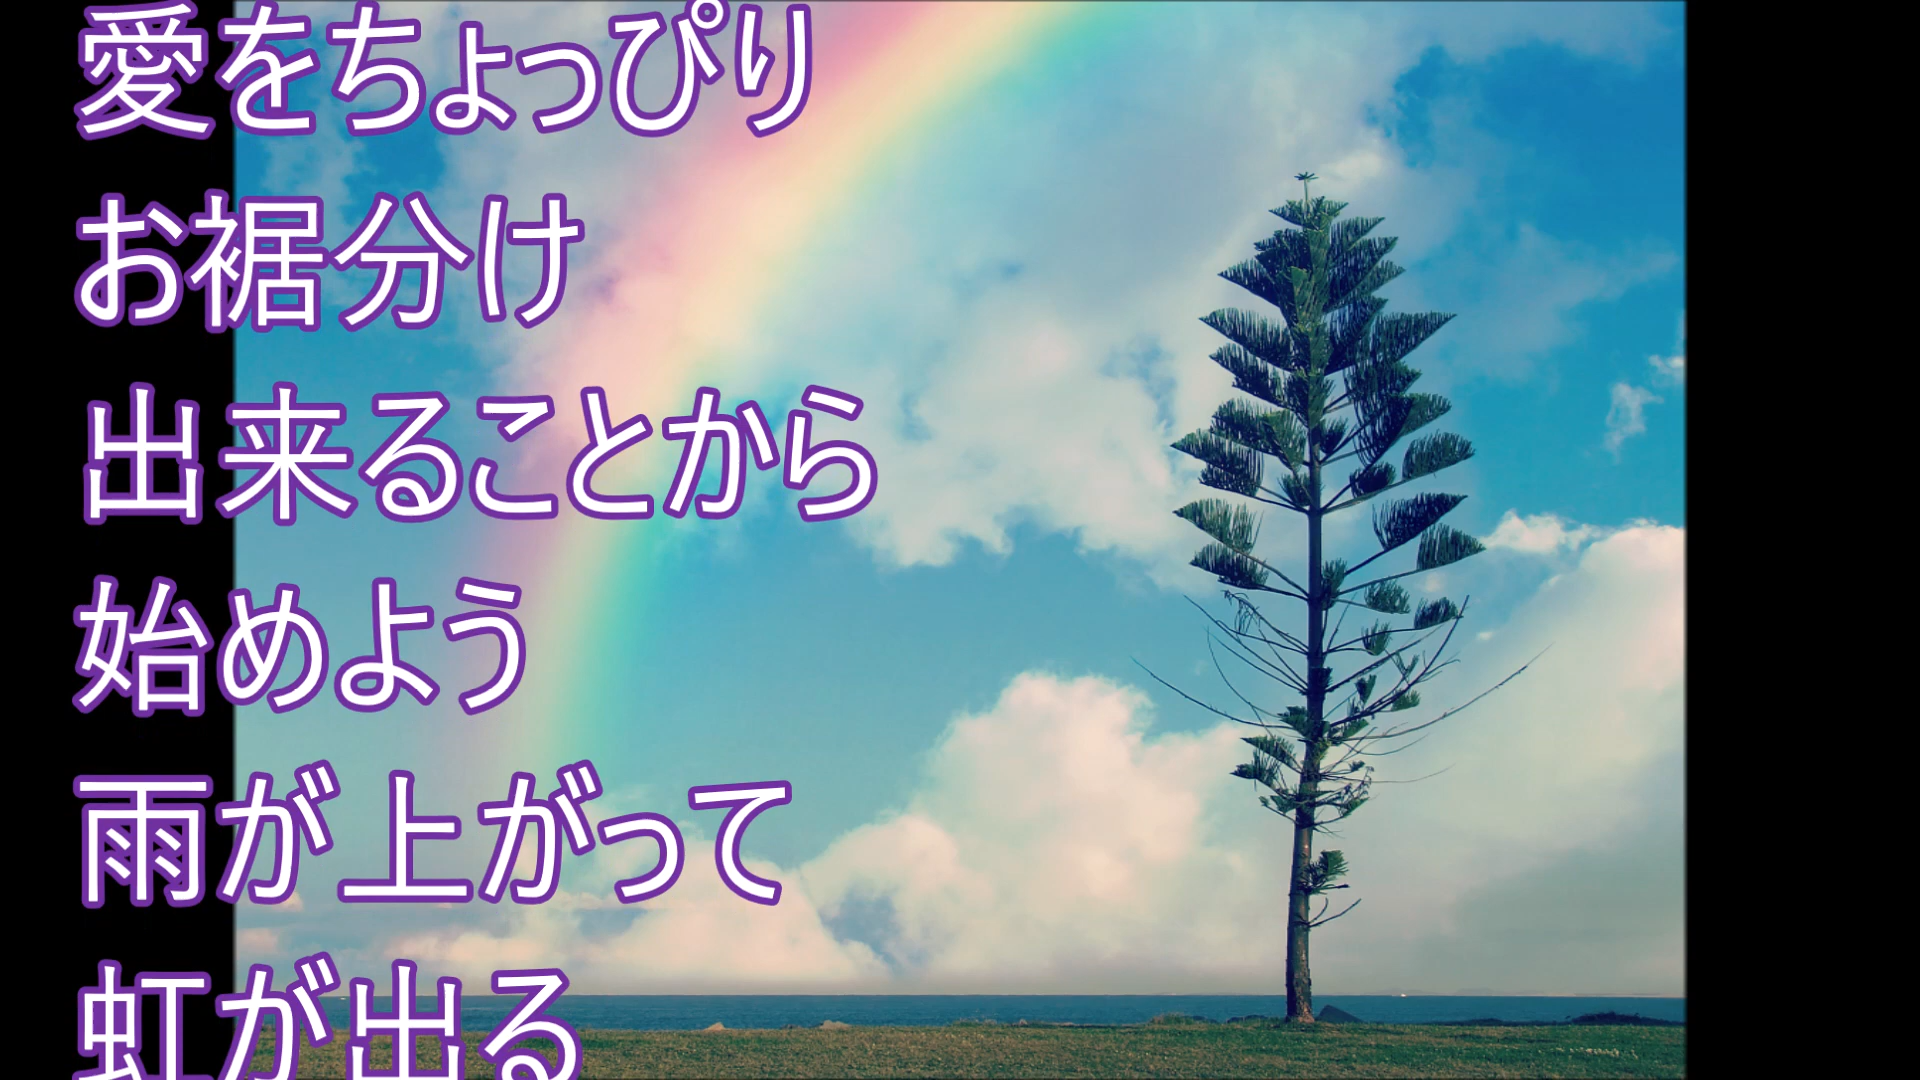 愛をちょっぴり
お裾分け
出来ることから
始めよう
雨が上がって
虹が出る